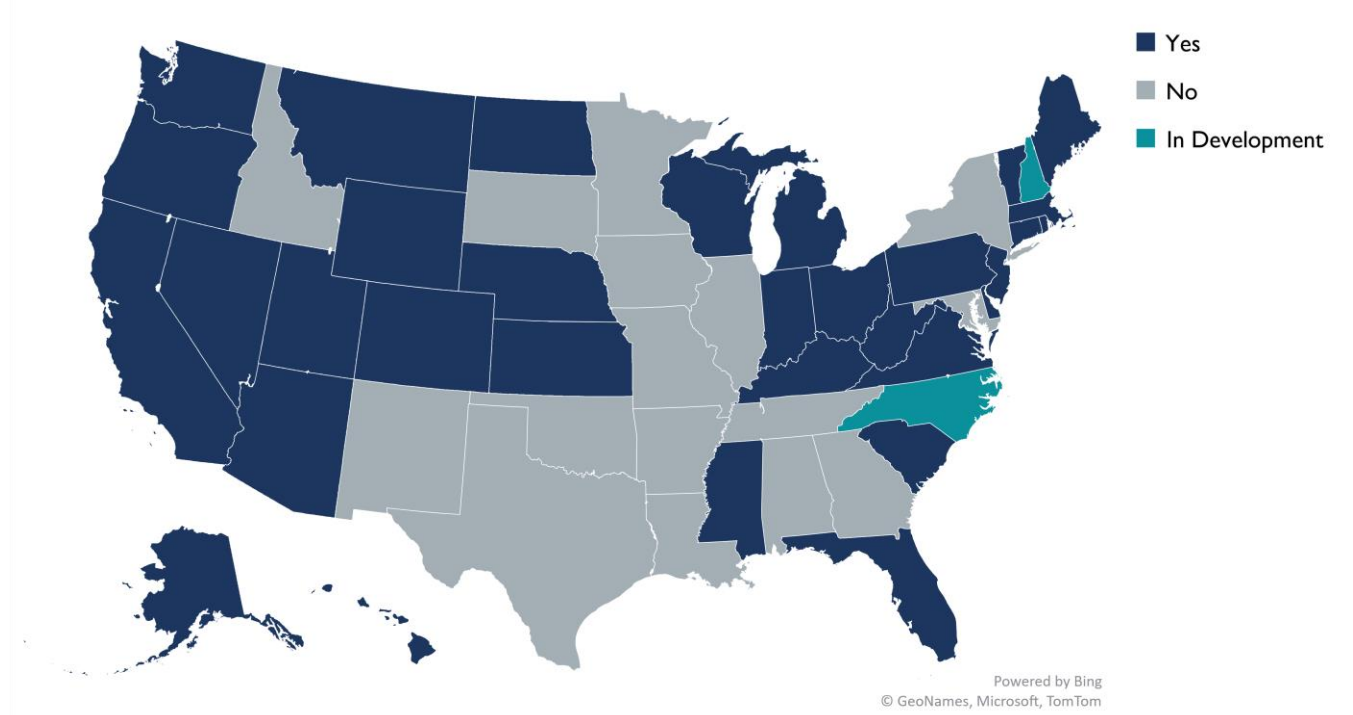 Yes
No
In Development
Powered by Bing
© GeoNames, Microsoft, TomTom